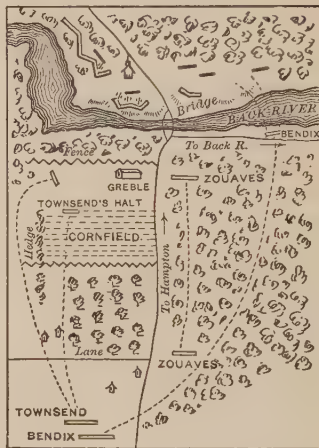 Bridge
BACK RIVER
BENDIX
To Back R.
Fence
GREBLE
ZOUAVES
TOWNSEND'S HALT
Hedge
CORNFIELD
To Hampton
Lane
ZOUAVES
TOWNSEND
BENDIX